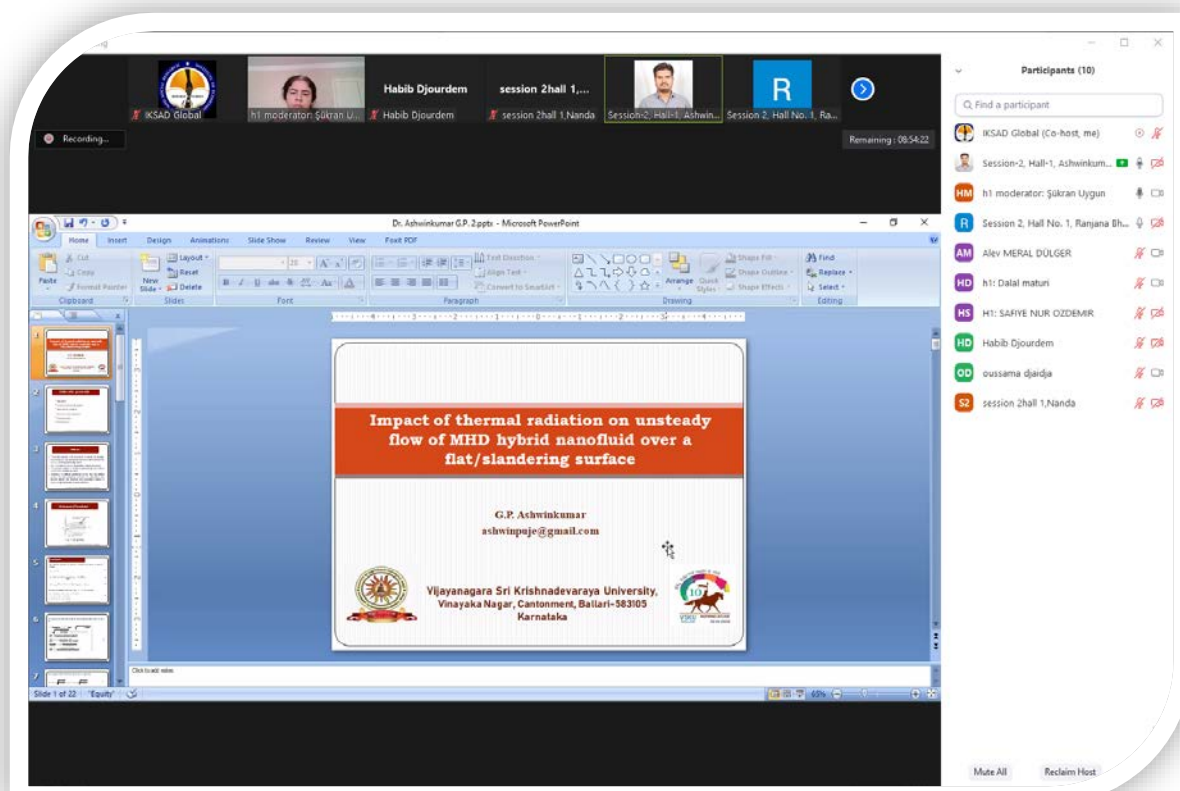 Participants (10)
Habib Djourdem
session 2hall 1,...
R
IKSAD Global
h1 moderator: Şükran U...
Habib Djourdem
session 2hall 1,Nanda
Session-2, Hall-1, Ashwin...
Session 2, Hall No. 1, Ra...
Recording...
Remaining : 08:54:22
Find a participant
IKSAD Global (Co-host, me)
Session-2, Hall-1, Ashwinkum...
HM h1 moderator: Şükran Uygun
R Session 2, Hall No. 1, Ranjana Bh...
AM Alev MERAL DÜLGER
HD h1: Dalal maturi
HS H1: SAFIYE NUR OZDEMIR
HD Habib Djourdem
OD oussama djaidja
S2 session 2hall 1,Nanda
Mute All Reclaim Host
Dr. Ashwinkumar G.P. 2.pptx - Microsoft PowerPoint
Home Insert Design Animations Slide Show Review View Foxit PDF
Cut
Copy
Format Painter
Paste
Clipboard
New Slide
Layout
Reset
Delete
Slides
Font
Text Direction
Align Text
Convert to SmartArt
Paragraph
Arrange
Quick Styles
Shape Fill
Shape Outline
Shape Effects
Drawing
Find
Replace
Select
Editing
1
2
3
4
5
6
7
Impact of thermal radiation on unsteady
flow of MHD hybrid nanofluid over a
flat/slandering surface
G.P. Ashwinkumar
ashwinpuje@gmail.com
Vijayanagara Sri Krishnadevaraya University,
Vinayaka Nagar, Cantonment, Ballari-583105
Karnataka
Click to add notes
Slide 1 of 22 "Equity"
65%